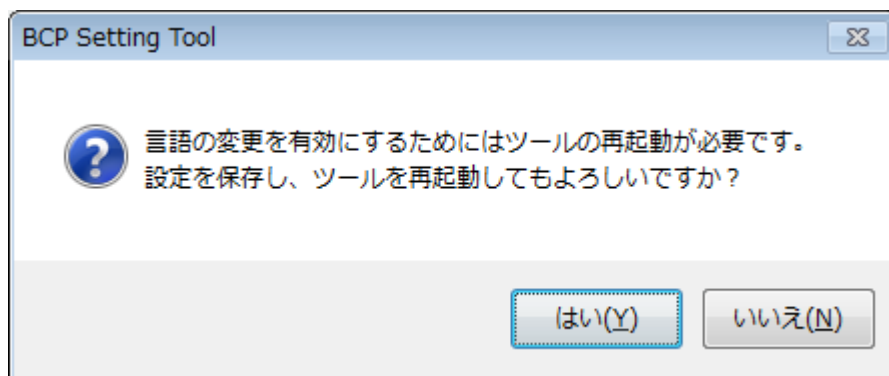 BCP Setting Tool
言語の変更を有効にするためにはツールの再起動が必要です。
設定を保存し、ツールを再起動してもよろしいですか？
はい(Y)
いいえ(N)